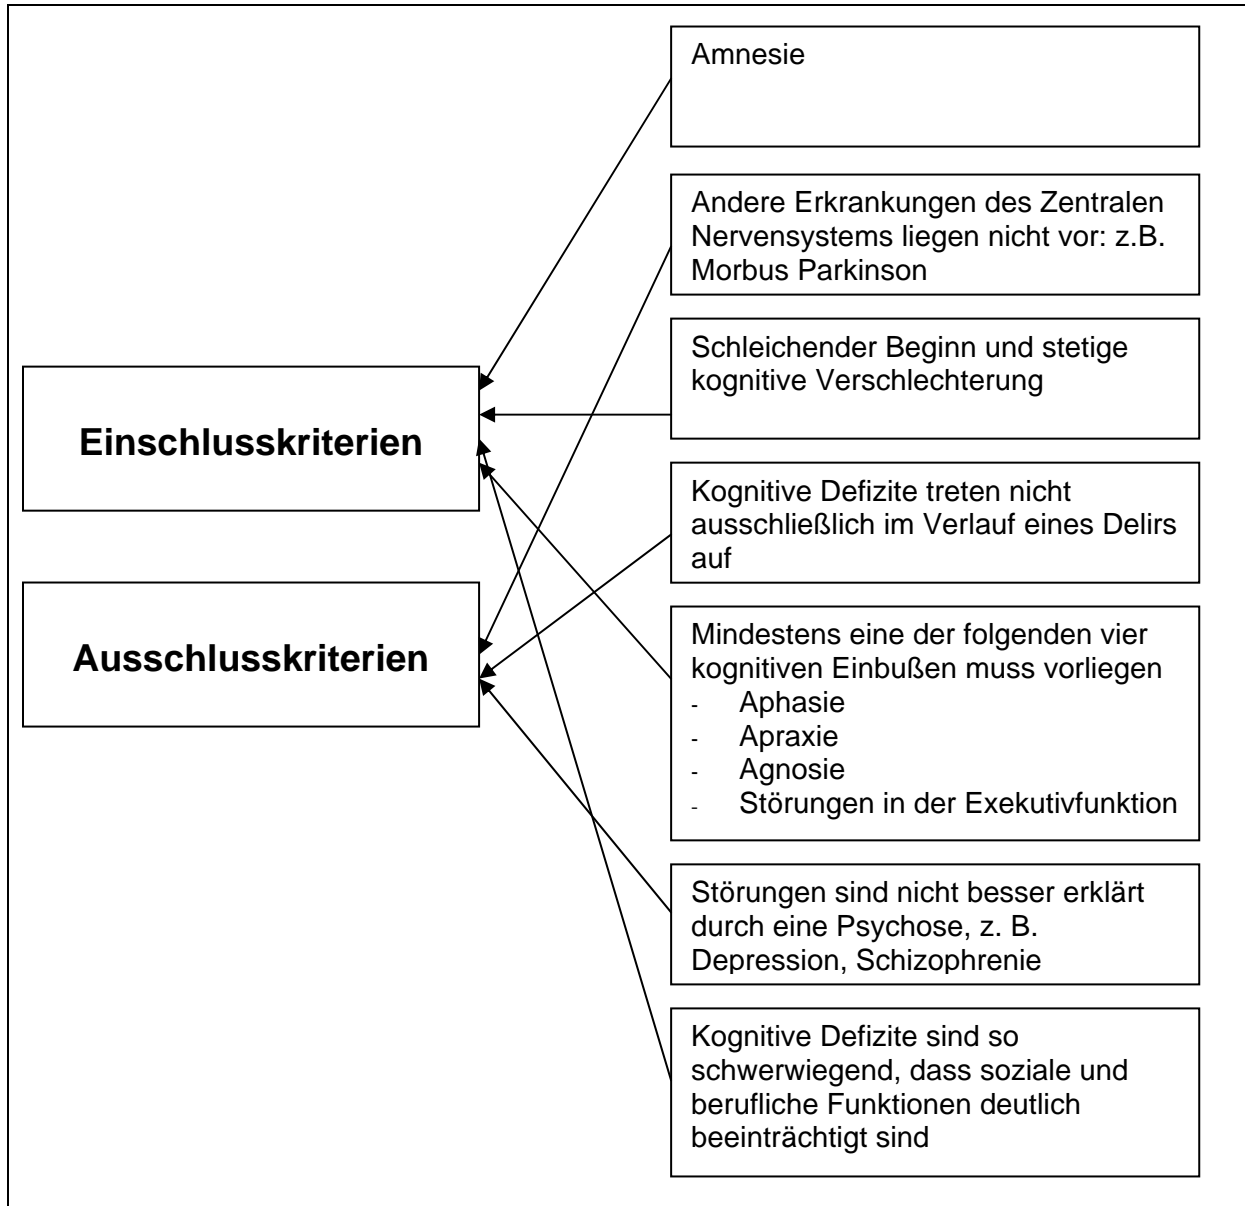 Amnesie
Andere Erkrankungen des Zentralen
Nervensystems liegen nicht vor: z.B.
Morbus Parkinson
Schleichender Beginn und stetige
kognitive Verschlechterung
Einschlusskriterien
Kognitive Defizite treten nicht
ausschließlich im Verlauf eines Delirs
auf
Ausschlusskriterien
Mindestens eine der folgenden vier
kognitiven Einbußen muss vorliegen
- Aphasie
- Apraxie
- Agnosie
- Störungen in der Exekutivfunktion
Störungen sind nicht besser erklärt
durch eine Psychose, z. B.
Depression, Schizophrenie
Kognitive Defizite sind so
schwerwiegend, dass soziale und
berufliche Funktionen deutlich
beeinträchtigt sind